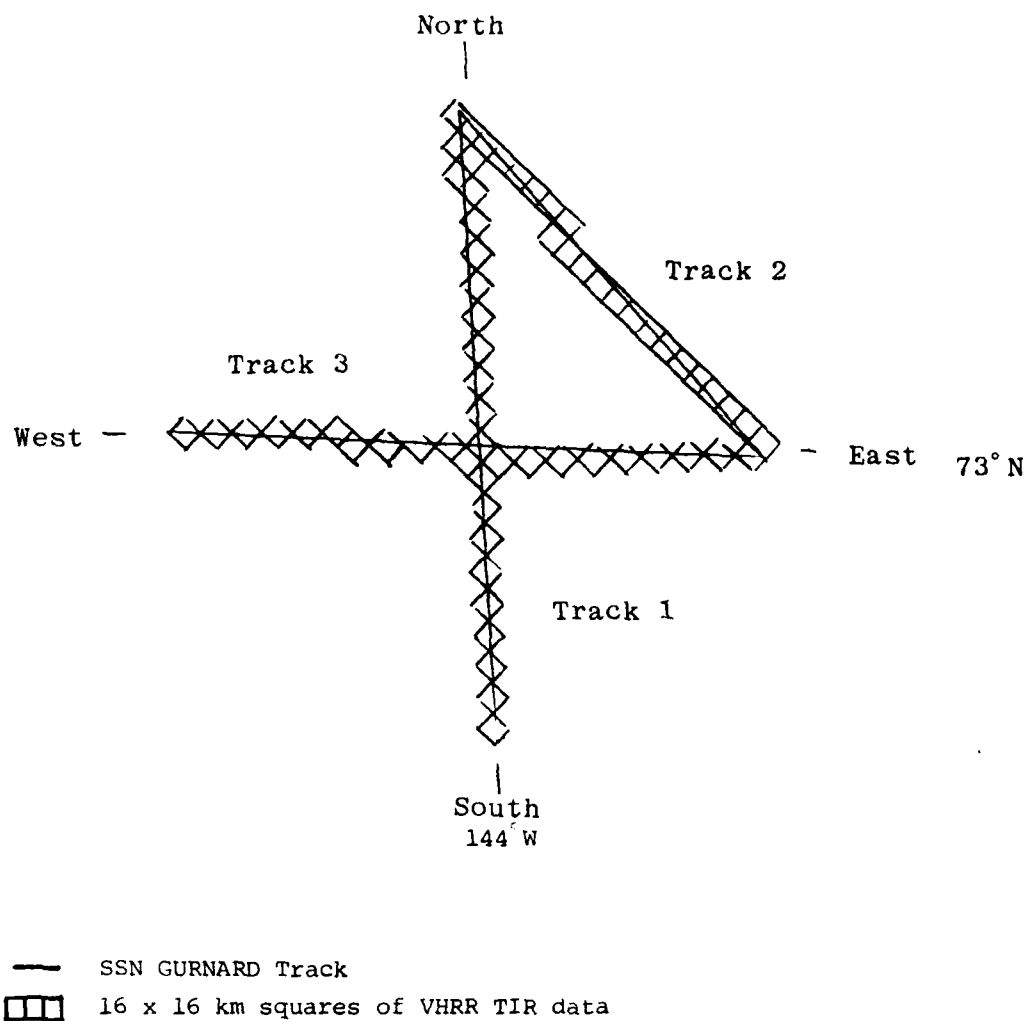 North
Track 2
Track 3
West
East 73° N
Track 1
South
144° W
SSN GURNARD Track
16 x 16 km squares of VHRR TIR data